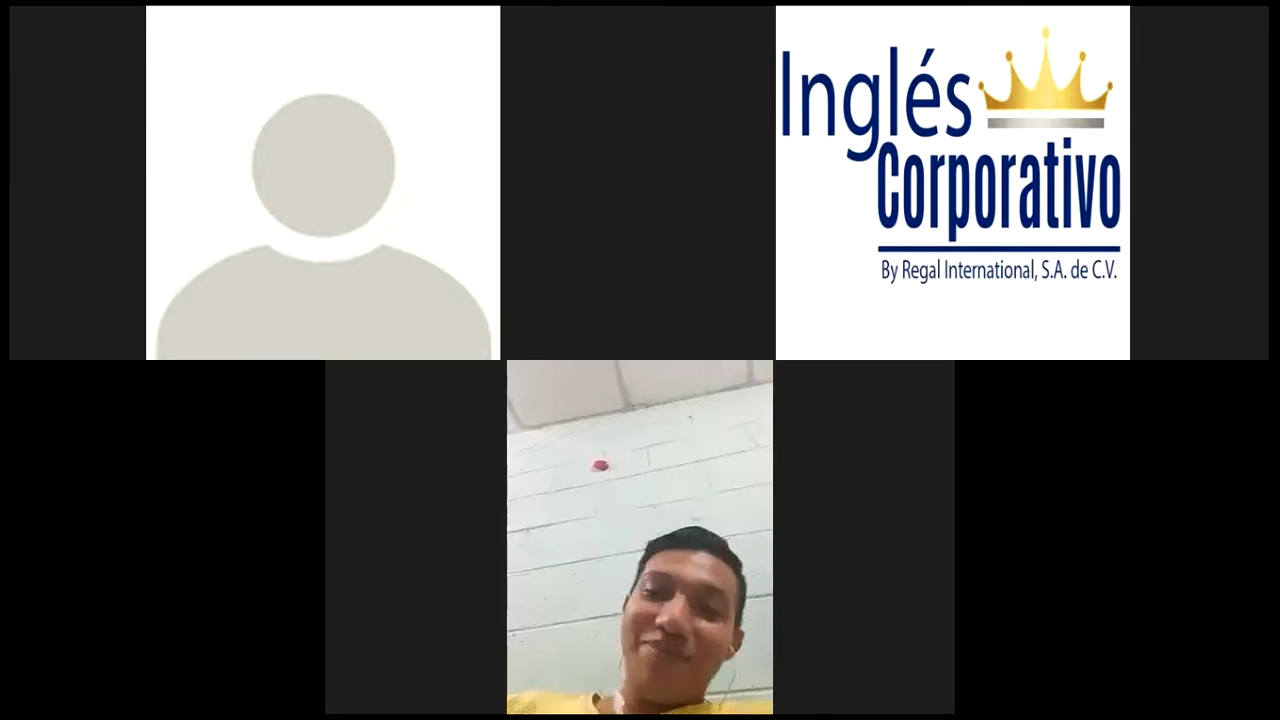 Inglés
Corporativo
By Regal International, S.A. de C.V.